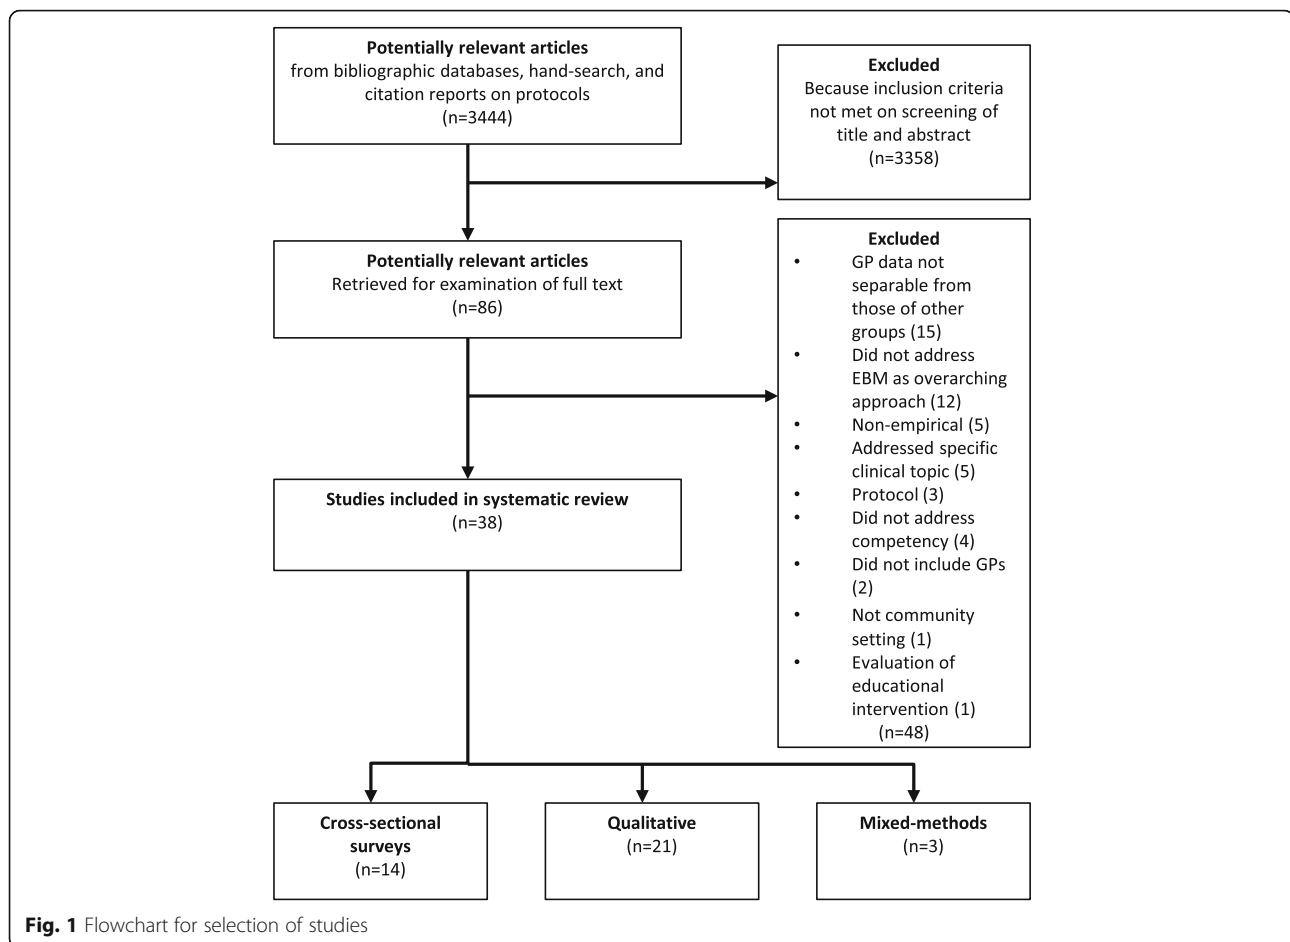 Potentially relevant articles
from bibliographic databases, hand-search, and
citation reports on protocols
(n=3444)
Excluded
Because inclusion criteria
not met on screening of
title and abstract
(n=3358)
Potentially relevant articles
Retrieved for examination of full text
(n=86)
Excluded
• GP data not
separable from
those of other
groups (15)
• Did not address
EBM as overarching
approach (12)
• Non-empirical (5)
• Addressed specific
clinical topic (5)
• Protocol (3)
• Did not address
competency (4)
• Did not include GPs
(2)
• Not community
setting (1)
• Evaluation of
educational
intervention (1)
(n=48)
Studies included in systematic review
(n=38)
Cross-sectional
surveys
(n=14)
Qualitative
(n=21)
Mixed-methods
(n=3)
Fig. 1 Flowchart for selection of studies